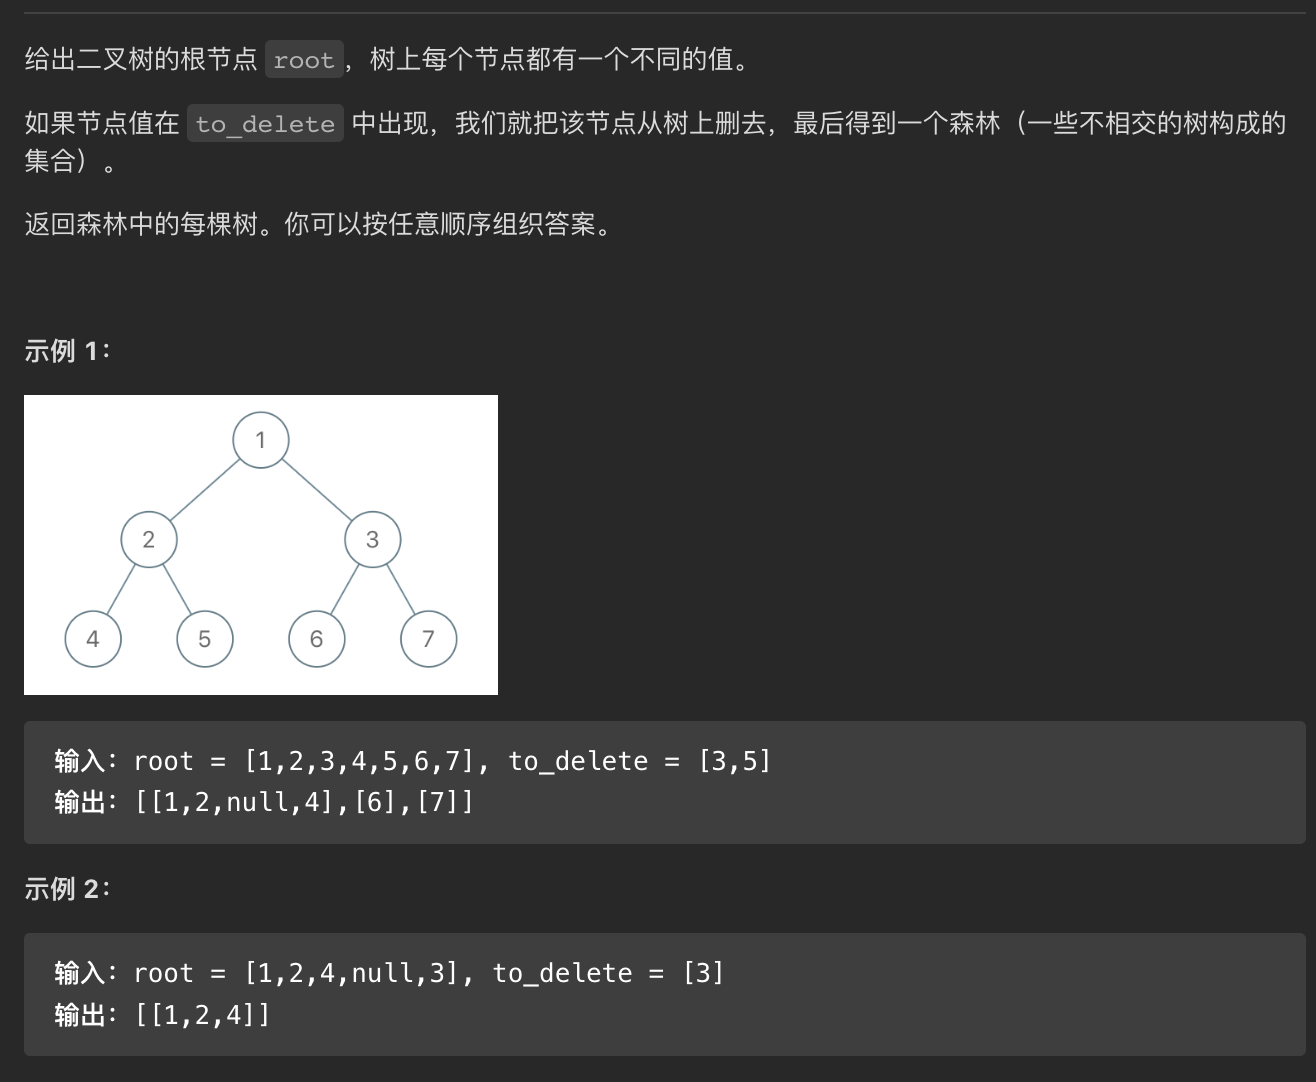 给出二叉树的根节点 root，树上每个节点都有一个不同的值。
如果节点值在 to_delete 中出现，我们就把该节点从树上删去，最后得到一个森林（一些不相交的树构成的
集合）。
返回森林中的每棵树。你可以按任意顺序组织答案。
示例 1：
1
2 3
4 5 6 7
输入：root = [1,2,3,4,5,6,7], to_delete = [3,5]
输出：[[1,2,null,4],[6],[7]]
示例 2：
输入：root = [1,2,4,null,3], to_delete = [3]
输出：[[1,2,4]]